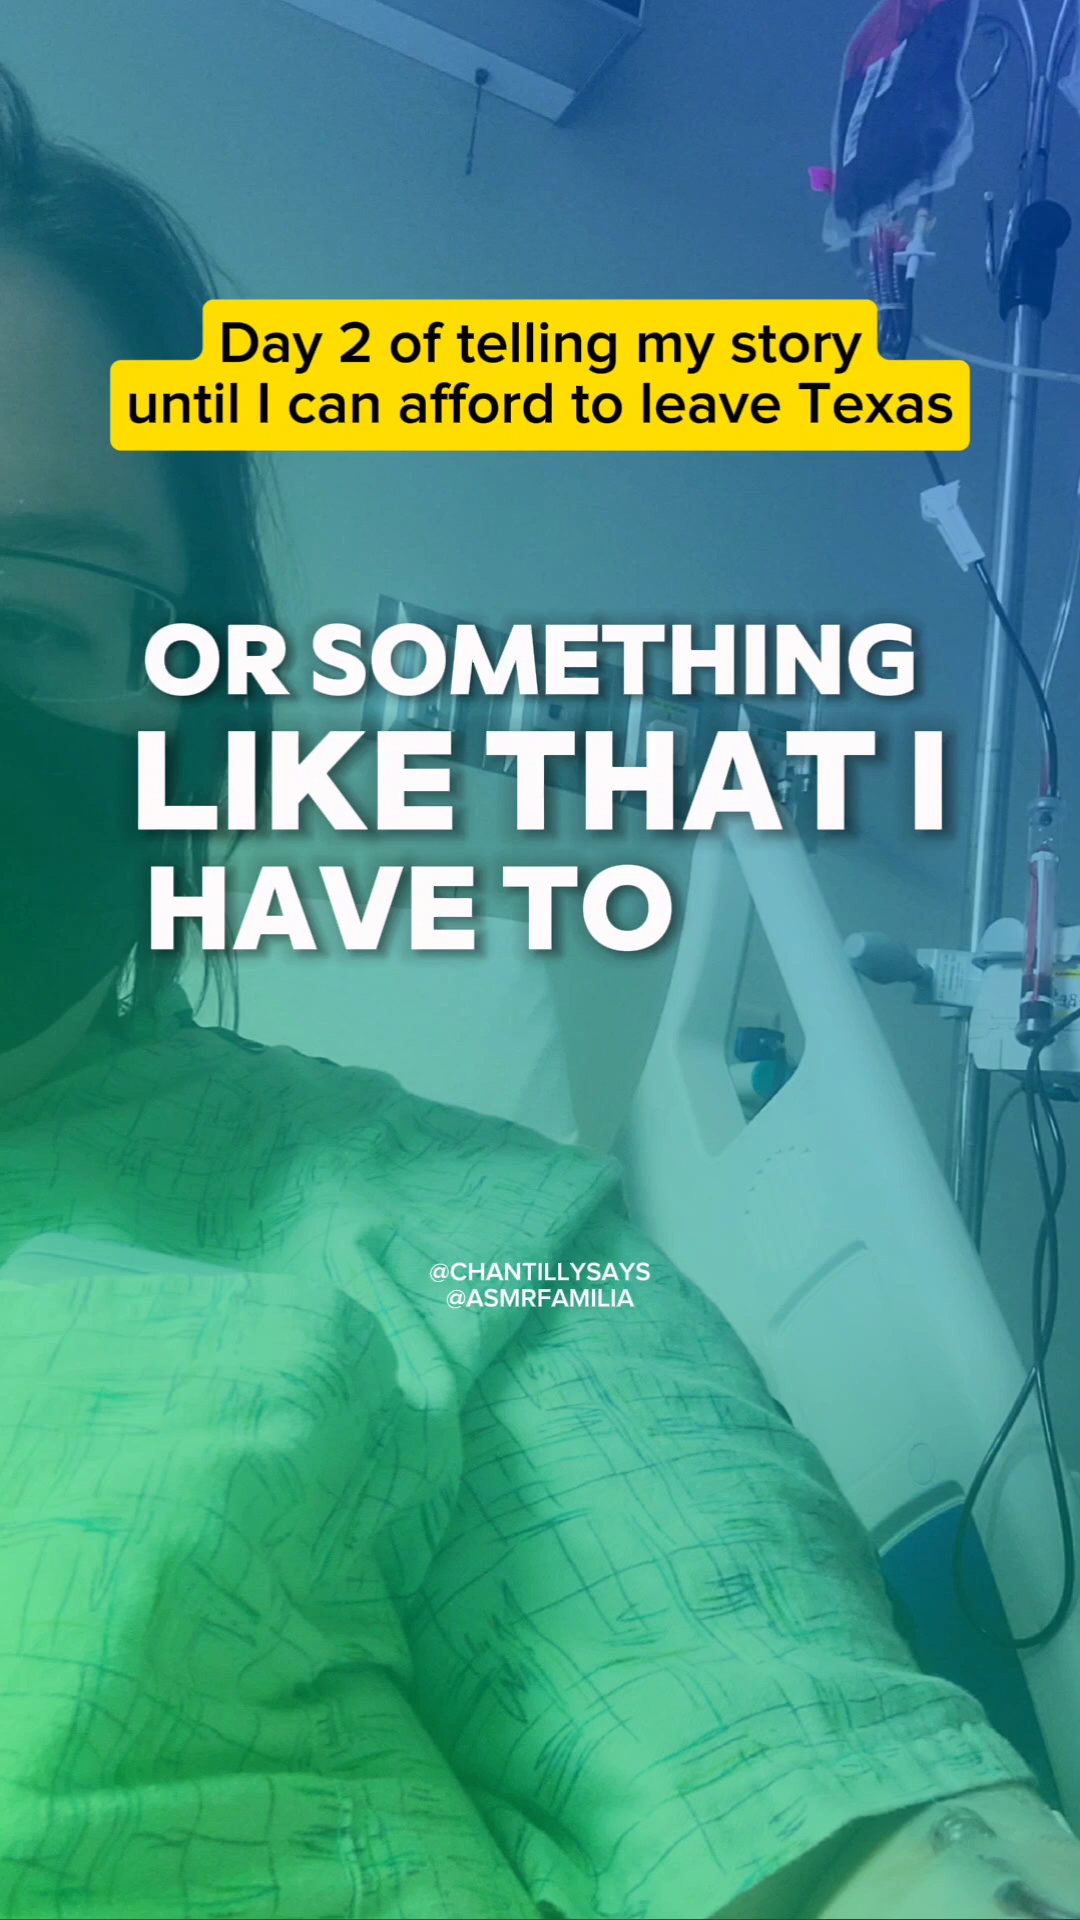 Day 2 of telling my story
until I can afford to leave Texas
OR SOMETHING
LIKE THAT I
HAVE TO
@CHANTILLYSAYS
@ASMRFAMILIA